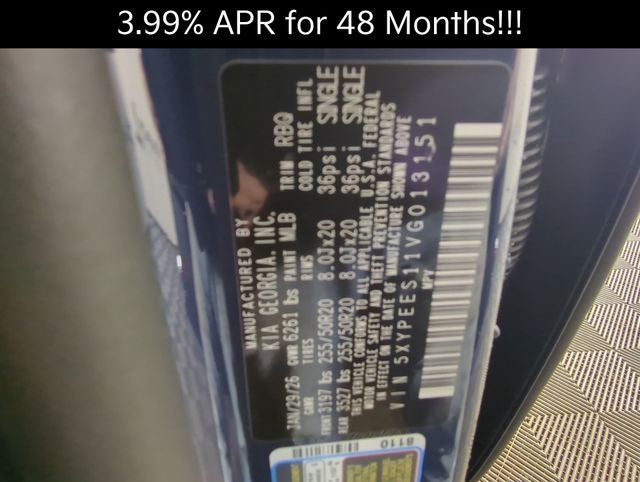 3.99% APR for 48 Months!!!
MANUFACTURED BY
KIA GEORGIA, INC.
JAN/29/26 GVWR 6261 lbs PAINT MLB TRIM RBQ
GAWR TIRES RIMS COLD TIRE INFL
FRONT 3197 lbs 255/50R20 8.0Jx20 36psi SINGLE
REAR 3527 lbs 255/50R20 8.0Jx20 36psi SINGLE
THIS VEHICLE CONFORMS TO ALL APPLICABLE U.S.A. FEDERAL
MOTOR VEHICLE SAFETY AND THEFT PREVENTION STANDARDS
IN EFFECT ON THE DATE OF MANUFACTURE SHOWN ABOVE
VIN 5XYPEES11VG013151
MPV
8110